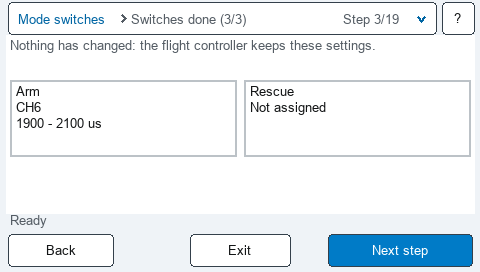 Mode switches > Switches done (3/3) Step 3/19
?
Nothing has changed: the flight controller keeps these settings.
Arm
CH6
1900 - 2100 us
Rescue
Not assigned
Ready
Back Exit Next step